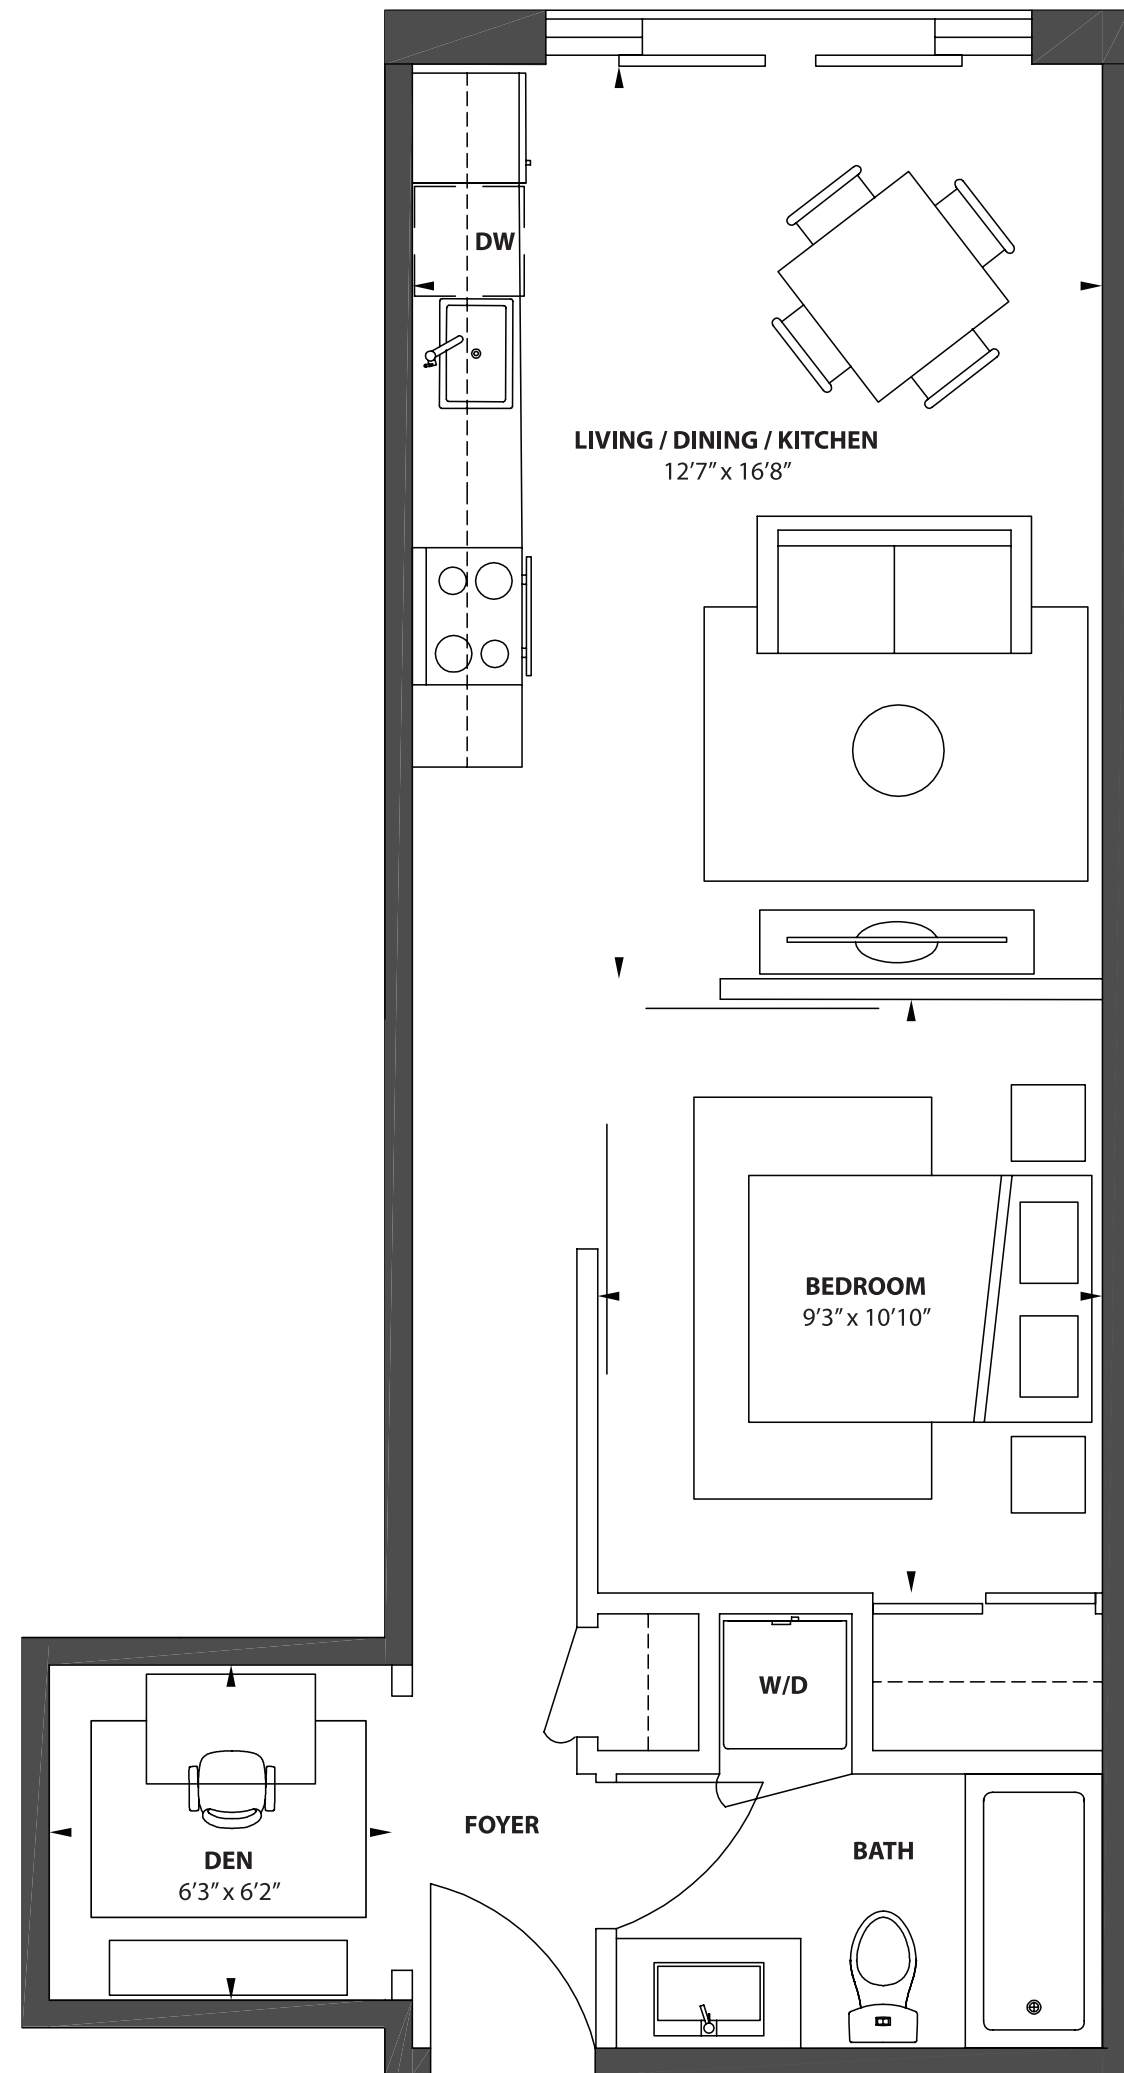 DW
LIVING / DINING / KITCHEN
12’7” x 16’8”
BEDROOM
9’3” x 10’10”
W/D
FOYER
BATH
DEN
6’3” x 6’2”